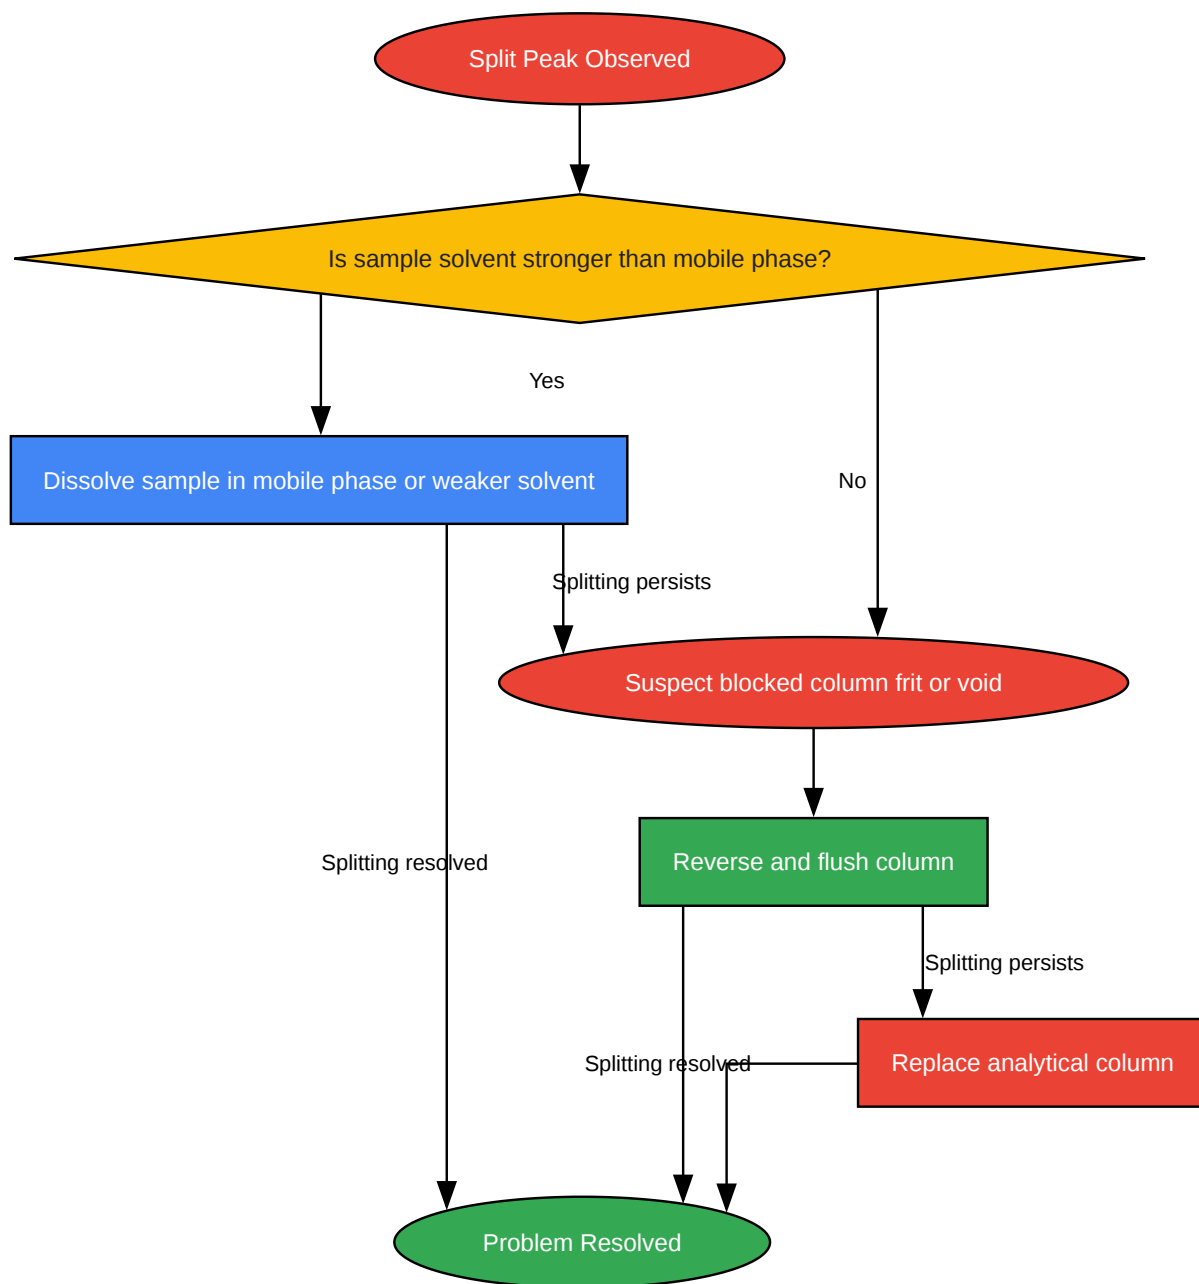 Split Peak Observed
Is sample solvent stronger than mobile phase?
Yes
Dissolve sample in mobile phase or weaker solvent
No
Splitting persists
Suspect blocked column frit or void
Splitting resolved
Reverse and flush column
Splitting persists
Splitting resolved
Replace analytical column
Problem Resolved